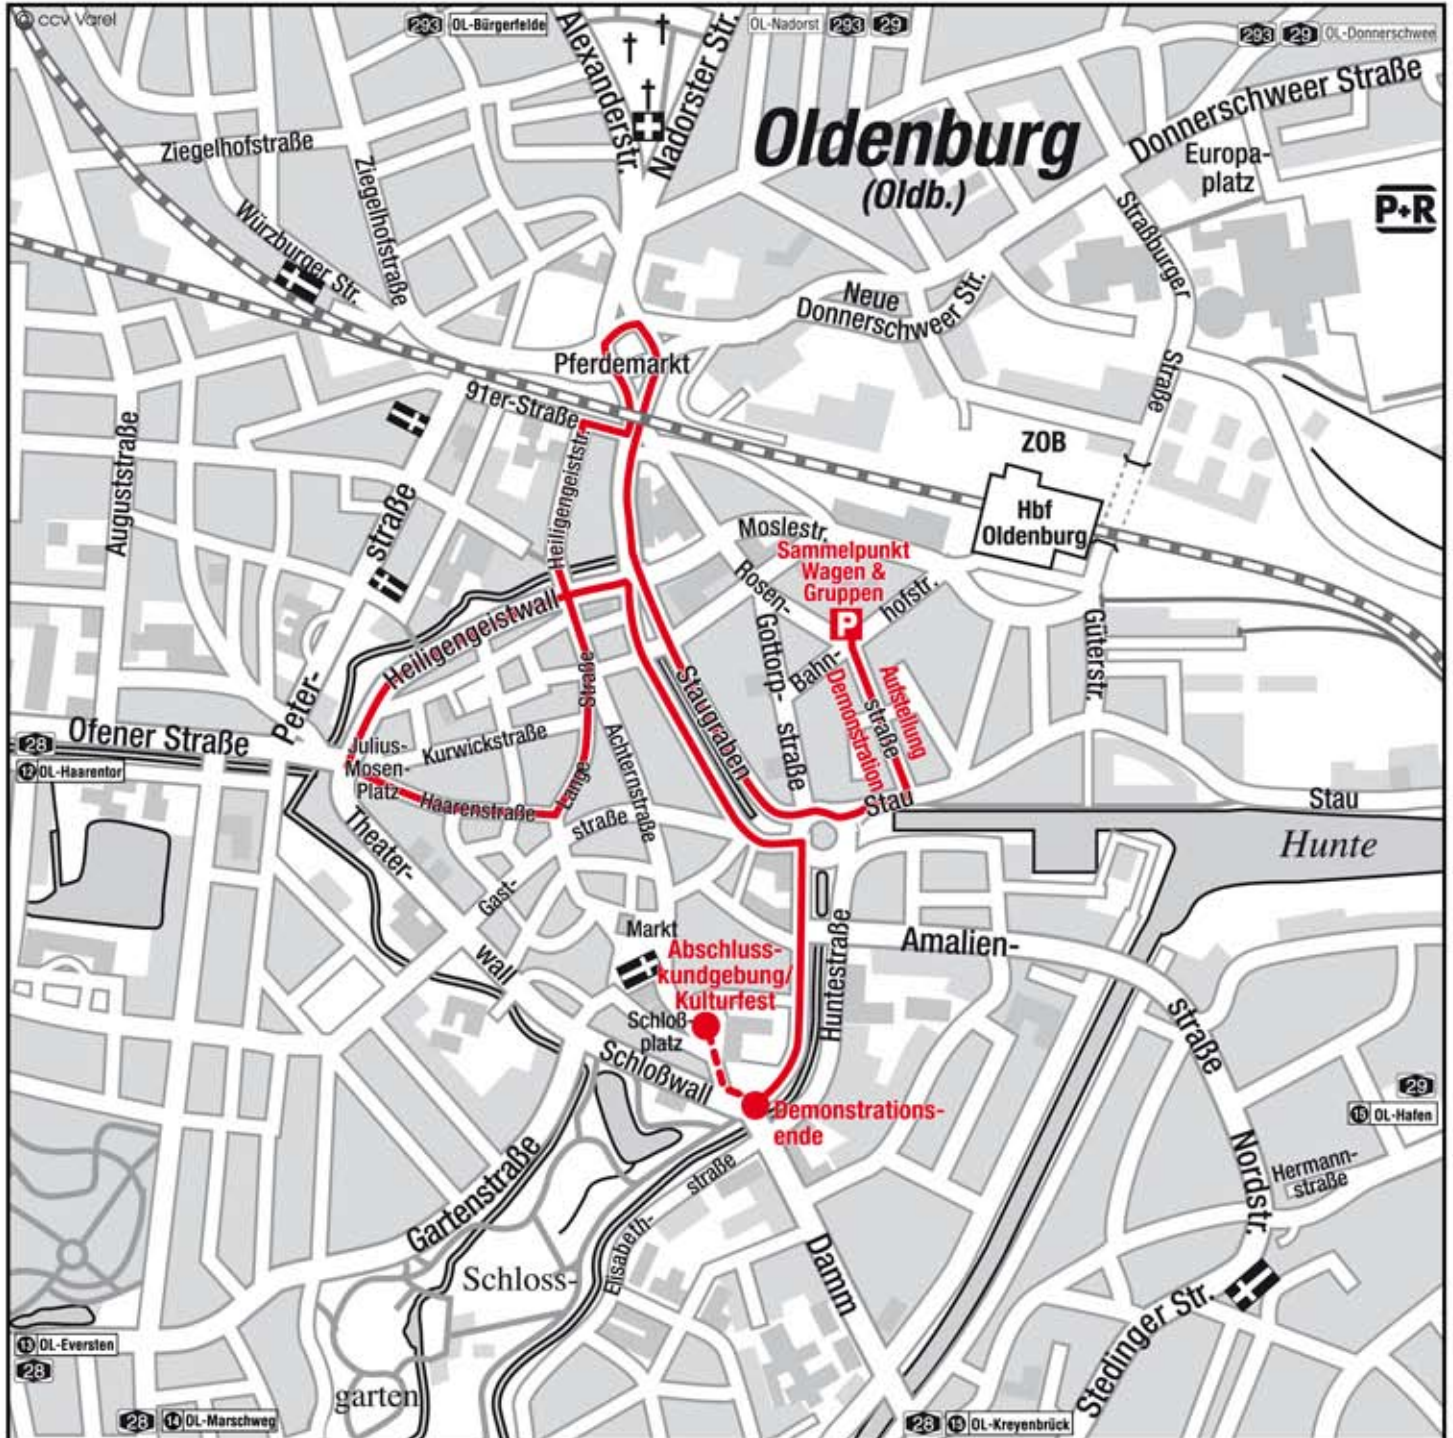 © ccv Varel
293 OL-Bürgerfelde
OL-Nadorst 293 29
293 29 OL-Donnerschwee
Alexanderstr.
Nadorster Str.
Oldenburg
(Oldb.)
Donnerschweer Straße
Europa-
platz
P+R
Ziegelhofstraße
Ziegelhofstraße
Würzburger Str.
Straßburger
Straße
Neue
Donnerschweer Str.
Pferdemarkt
91er-Straße
Heiligengeiststr.
Auguststraße
Peter-
straße
ZOB
Hbf
Oldenburg
Moslestr.
Sammelpunkt
Wagen &
Gruppen
P
Rosen-
straße
Bahn-
hofstr.
Gottorp-
straße
Güterstr.
Aufstellung
Demonstration
Heiligengeistwall
Staugraben
Ofener Straße
28
12 OL-Haarentor
Julius-
Mosen-
Platz
Kurwickstraße
Haarenstraße
Lange
Straße
Achternstraße
Stau
Stau
Hunte
Theater-
wall
Gast-
straße
Markt
Abschluss-
kundgebung/
Kulturfest
Schloß-
platz
Schloßwall
Huntestraße
Amalien-
straße
Demonstrations-
ende
29
15 OL-Hafen
Nordstr.
Hermann-
straße
Gartenstraße
Elisabeth-
straße
Damm
Schloss-
garten
Stedinger Str.
13 OL-Eversten
28
28 14 OL-Marschweg
28 15 OL-Kreyenbrück